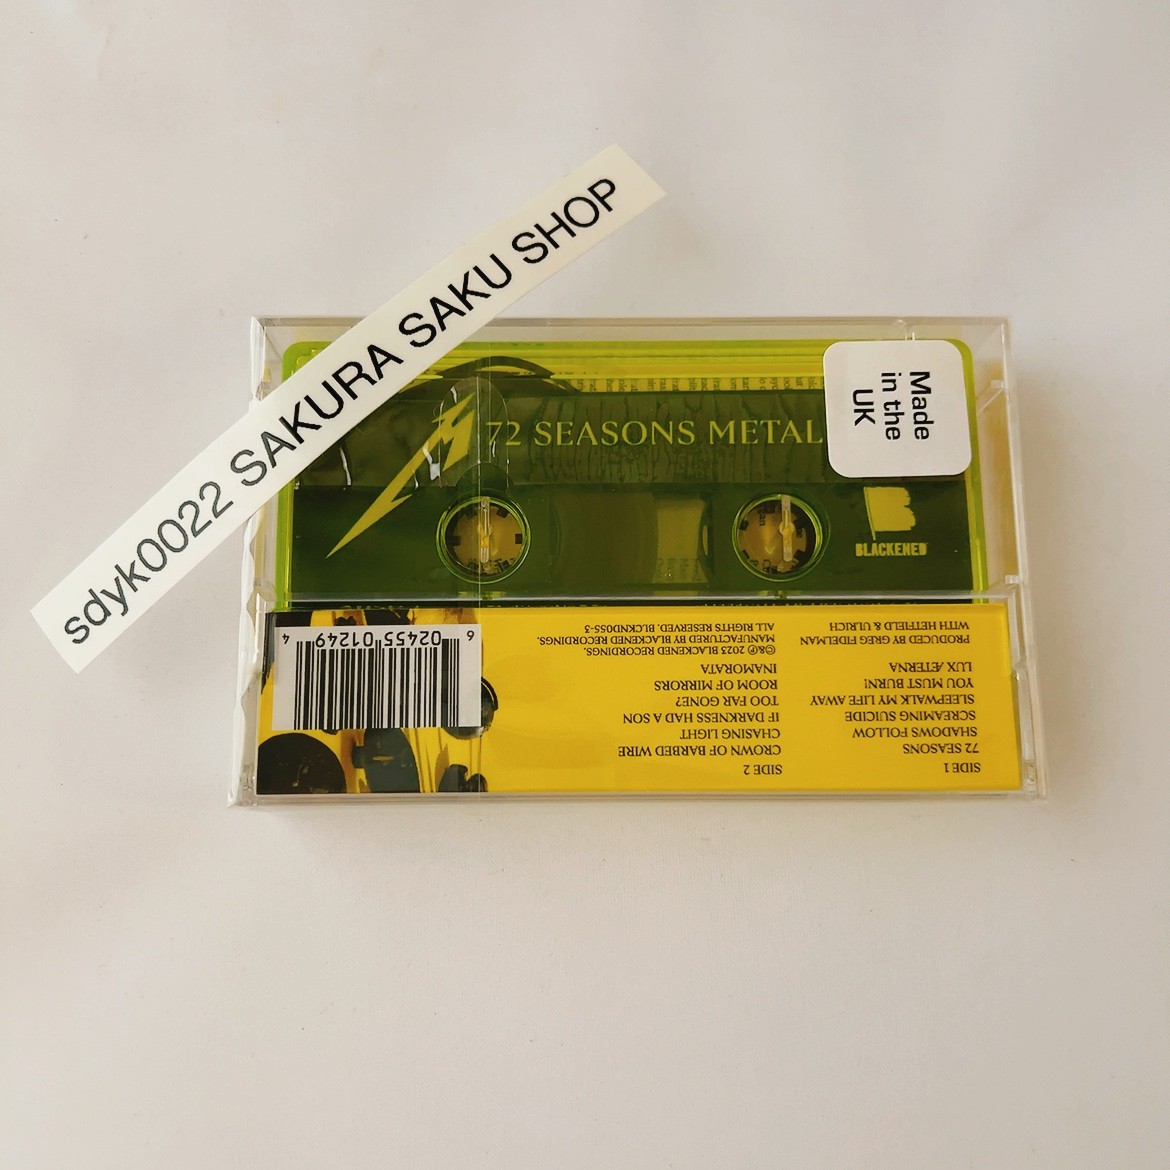 sdyk0022 SAKURA SAKU SHOP
72 SEASONS METAL
Made
in the
UK
BLACKENED
SIDE 1
72 SEASONS
SHADOWS FOLLOW
SCREAMING SUICIDE
SLEEPWALK MY LIFE AWAY
YOU MUST BURN!
LUX ÆTERNA
PRODUCED BY GREG FIDELMAN
WITH HETFIELD & ULRICH
SIDE 2
CROWN OF BARBED WIRE
CHASING LIGHT
IF DARKNESS HAD A SON
TOO FAR GONE?
ROOM OF MIRRORS
INAMORATA
©&℗ 2023 BLACKENED RECORDINGS.
MANUFACTURED BY BLACKENED RECORDINGS.
ALL RIGHTS RESERVED. BLCKND055-3
6 02455 01249 4